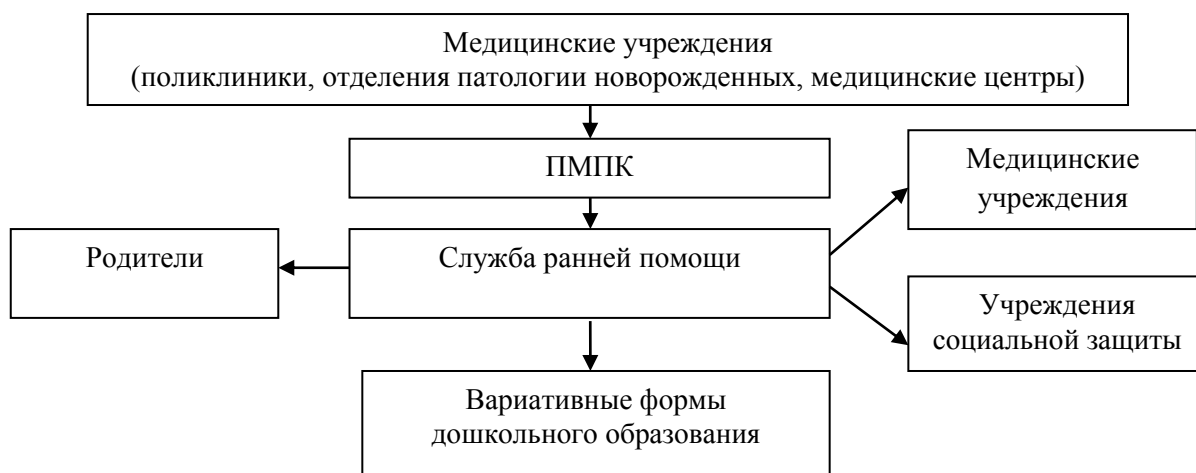 Медицинские учреждения
(поликлиники, отделения патологии новорожденных, медицинские центры)
ПМПК
Медицинские
учреждения
Родители
Служба ранней помощи
Учреждения
социальной защиты
Вариативные формы
дошкольного образования